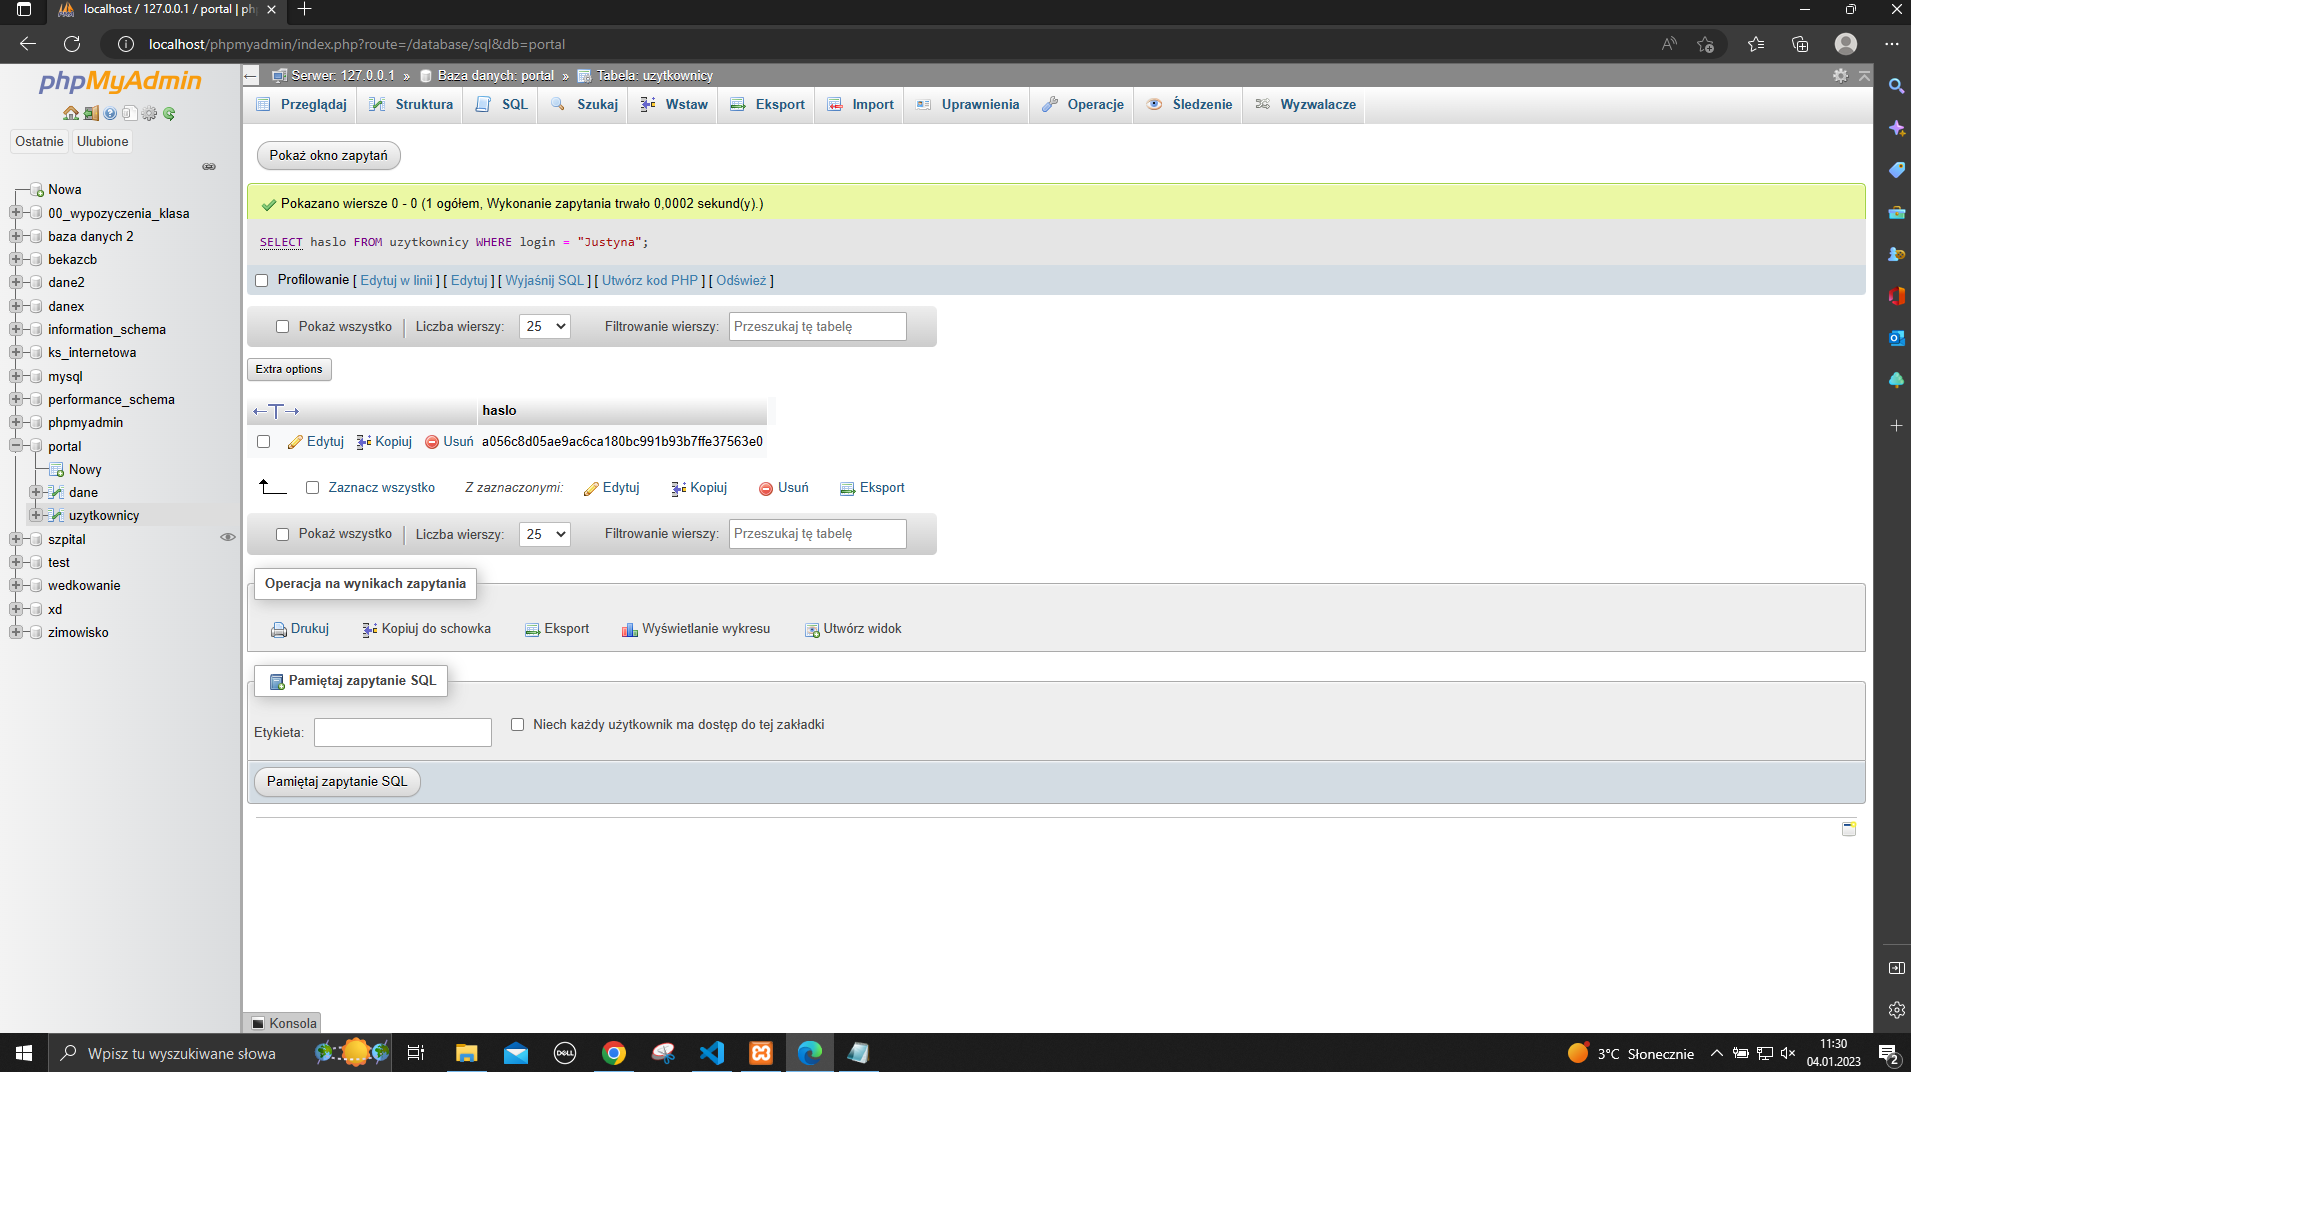 localhost / 127.0.0.1 / portal | ph
localhost/phpmyadmin/index.php?route=/database/sql&db=portal
phpMyAdmin
Ostatnie Ulubione
Nowa
00_wypozyczenia_klasa
baza danych 2
bekazcb
dane2
danex
information_schema
ks_internetowa
mysql
performance_schema
phpmyadmin
portal
Nowy
dane
uzytkownicy
szpital
test
wedkowanie
xd
zimowisko
Serwer: 127.0.0.1 » Baza danych: portal » Tabela: uzytkownicy
Przeglądaj Struktura SQL Szukaj Wstaw Eksport Import Uprawnienia Operacje Śledzenie Wyzwalacze
Pokaż okno zapytań
Pokazano wiersze 0 - 0 (1 ogółem, Wykonanie zapytania trwało 0,0002 sekund(y).)
SELECT haslo FROM uzytkownicy WHERE login = "Justyna";
Profilowanie [ Edytuj w linii ] [ Edytuj ] [ Wyjaśnij SQL ] [ Utwórz kod PHP ] [ Odśwież ]
Pokaż wszystko Liczba wierszy: 25 Filtrowanie wierszy: Przeszukaj tę tabelę
Extra options
←T→ haslo
Edytuj Kopiuj Usuń a056c8d05ae9ac6ca180bc991b93b7ffe37563e0
Zaznacz wszystko Z zaznaczonymi: Edytuj Kopiuj Usuń Eksport
Pokaż wszystko Liczba wierszy: 25 Filtrowanie wierszy: Przeszukaj tę tabelę
Operacja na wynikach zapytania
Drukuj Kopiuj do schowka Eksport Wyświetlanie wykresu Utwórz widok
Pamiętaj zapytanie SQL
Etykieta: Niech każdy użytkownik ma dostęp do tej zakładki
Pamiętaj zapytanie SQL
Konsola
Wpisz tu wyszukiwane słowa
DELL
3°C Słonecznie
11:30
04.01.2023
2